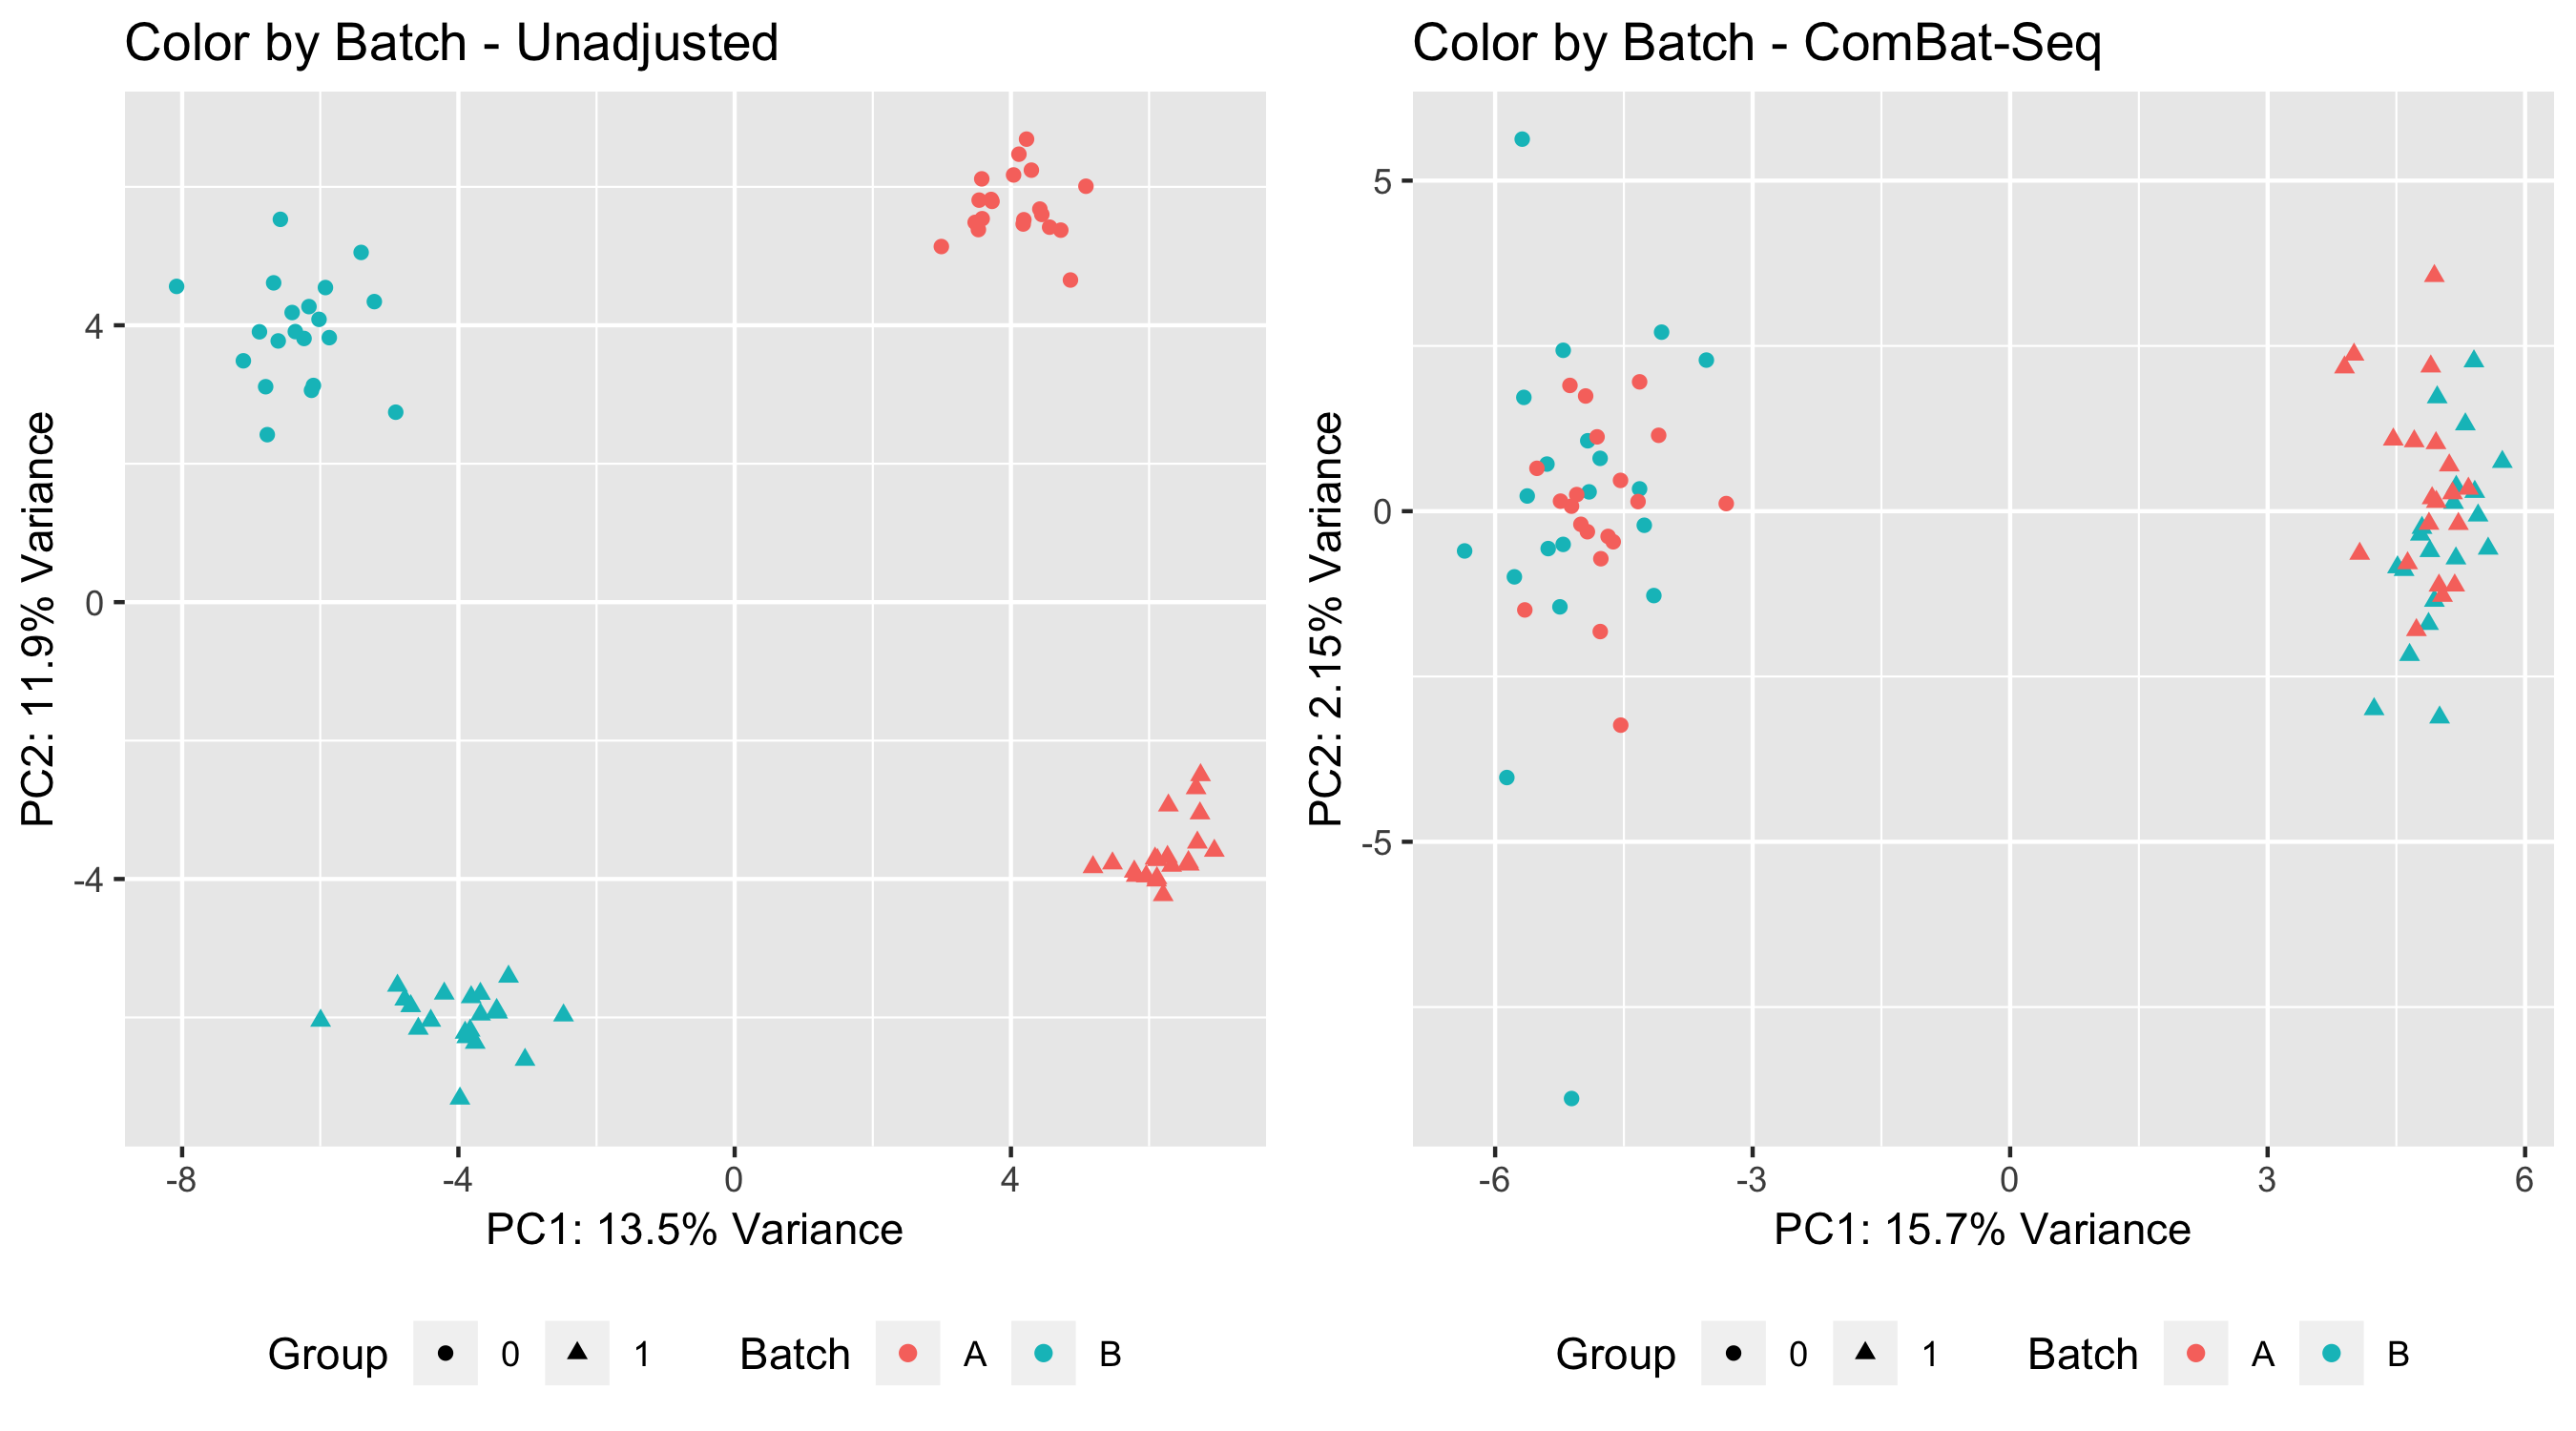 Color by Batch - Unadjusted
PC2: 11.9% Variance
4
0
-4
-8
-4
0
4
PC1: 13.5% Variance
Group 0 1 Batch A B
Color by Batch - ComBat-Seq
PC2: 2.15% Variance
5
0
-5
-6
-3
0
3
6
PC1: 15.7% Variance
Group 0 1 Batch A B